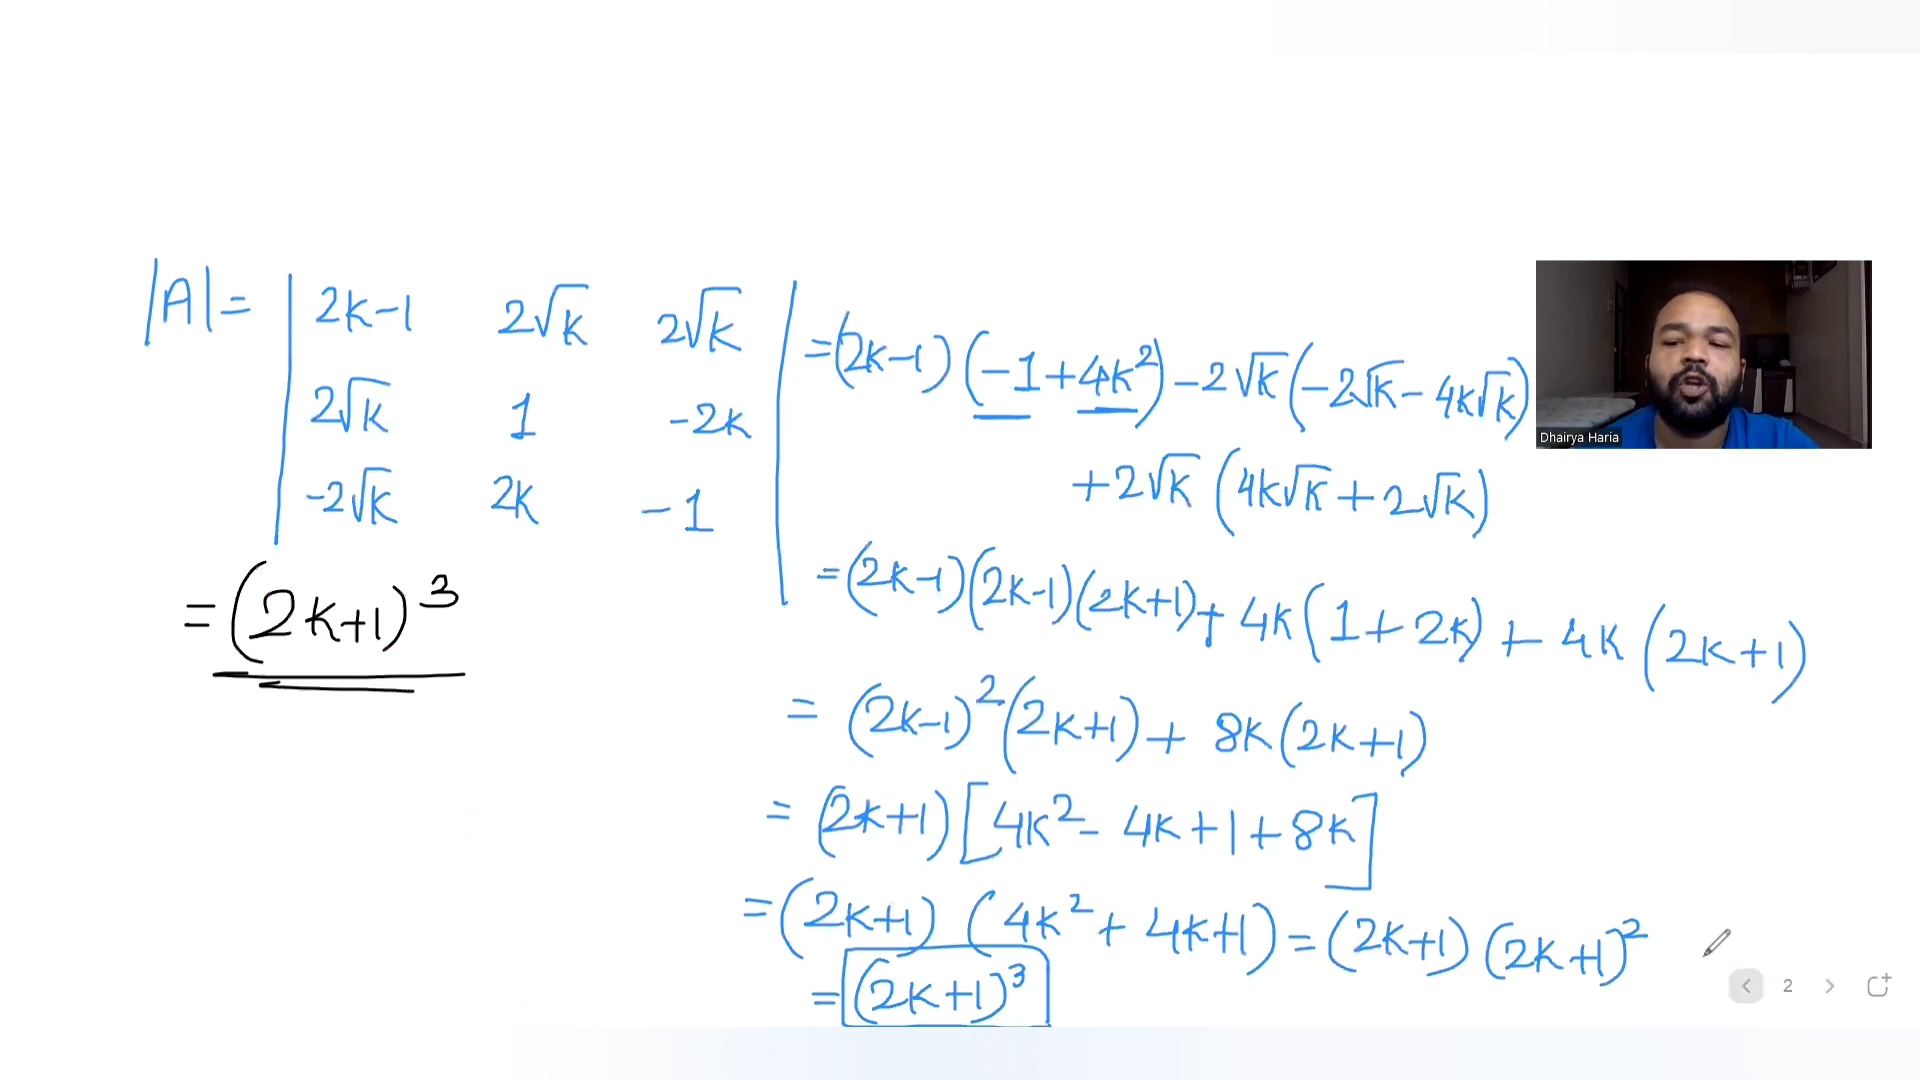 |A| = | 2k-1 2√k 2√k |
| 2√k 1 -2k |
| -2√k 2k -1 |
= (2k+1)³
= (2k-1) (-1+4k²) - 2√k (-2√k - 4k√k)
+ 2√k (4k√k + 2√k)
= (2k-1)(2k-1)(2k+1) + 4k (1+2k) + 4k (2k+1)
= (2k-1)² (2k+1) + 8k (2k+1)
= (2k+1) [4k² - 4k + 1 + 8k]
= (2k+1) (4k² + 4k+1) = (2k+1) (2k+1)²
= (2k+1)³
Dhairya Haria
2